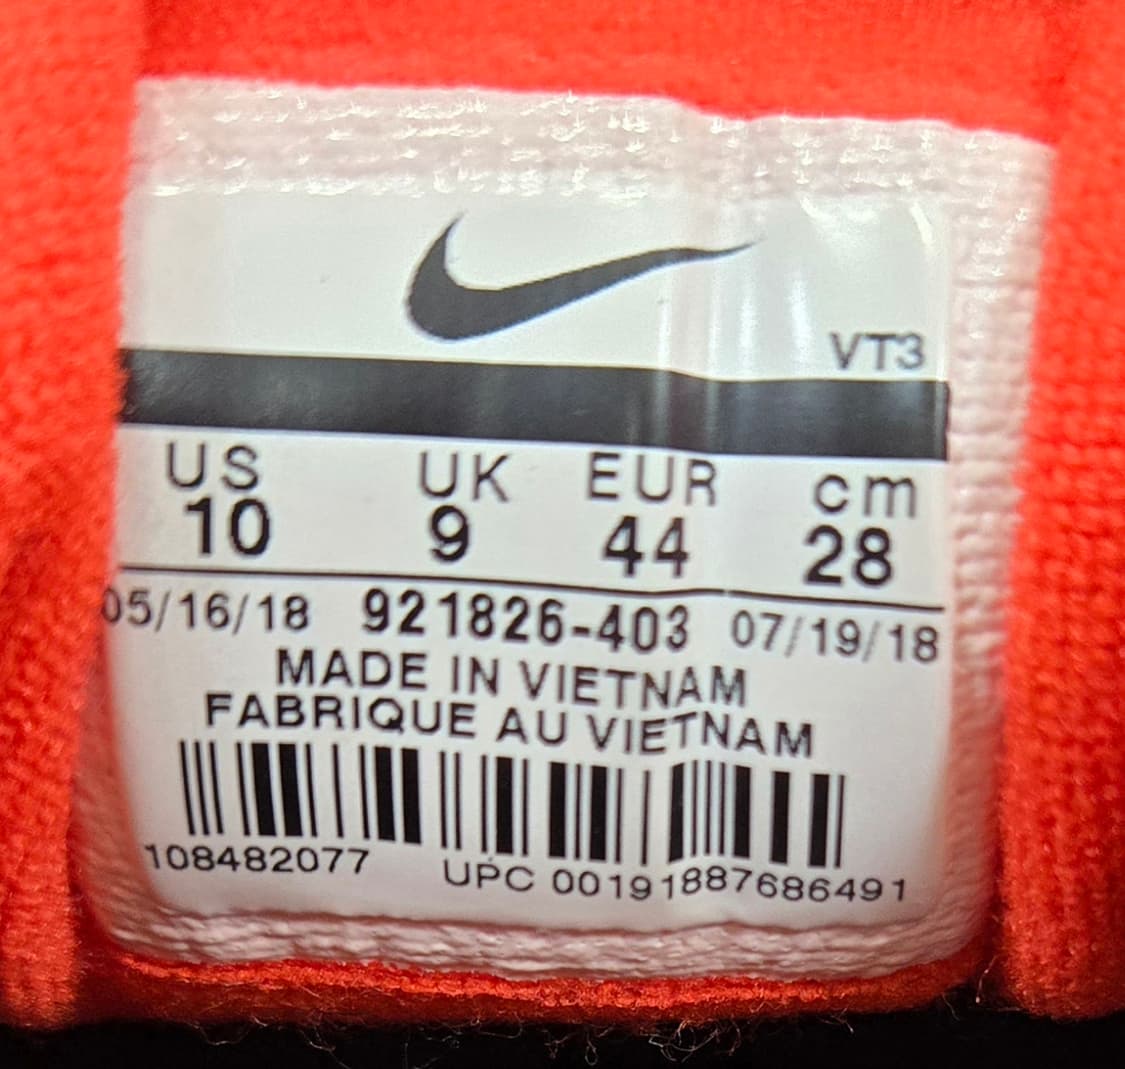 VT3
US UK EUR cm
10 9 44 28
05/16/18 921826-403 07/19/18
MADE IN VIETNAM
FABRIQUE AU VIETNAM
108482077 UPC 00191887686491